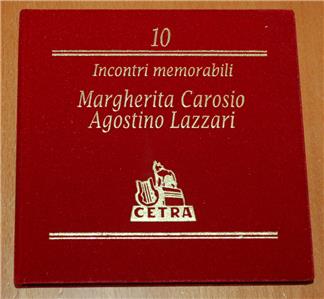 10
Incontri memorabili
Margherita Carosio
Agostino Lazzari
CETRA